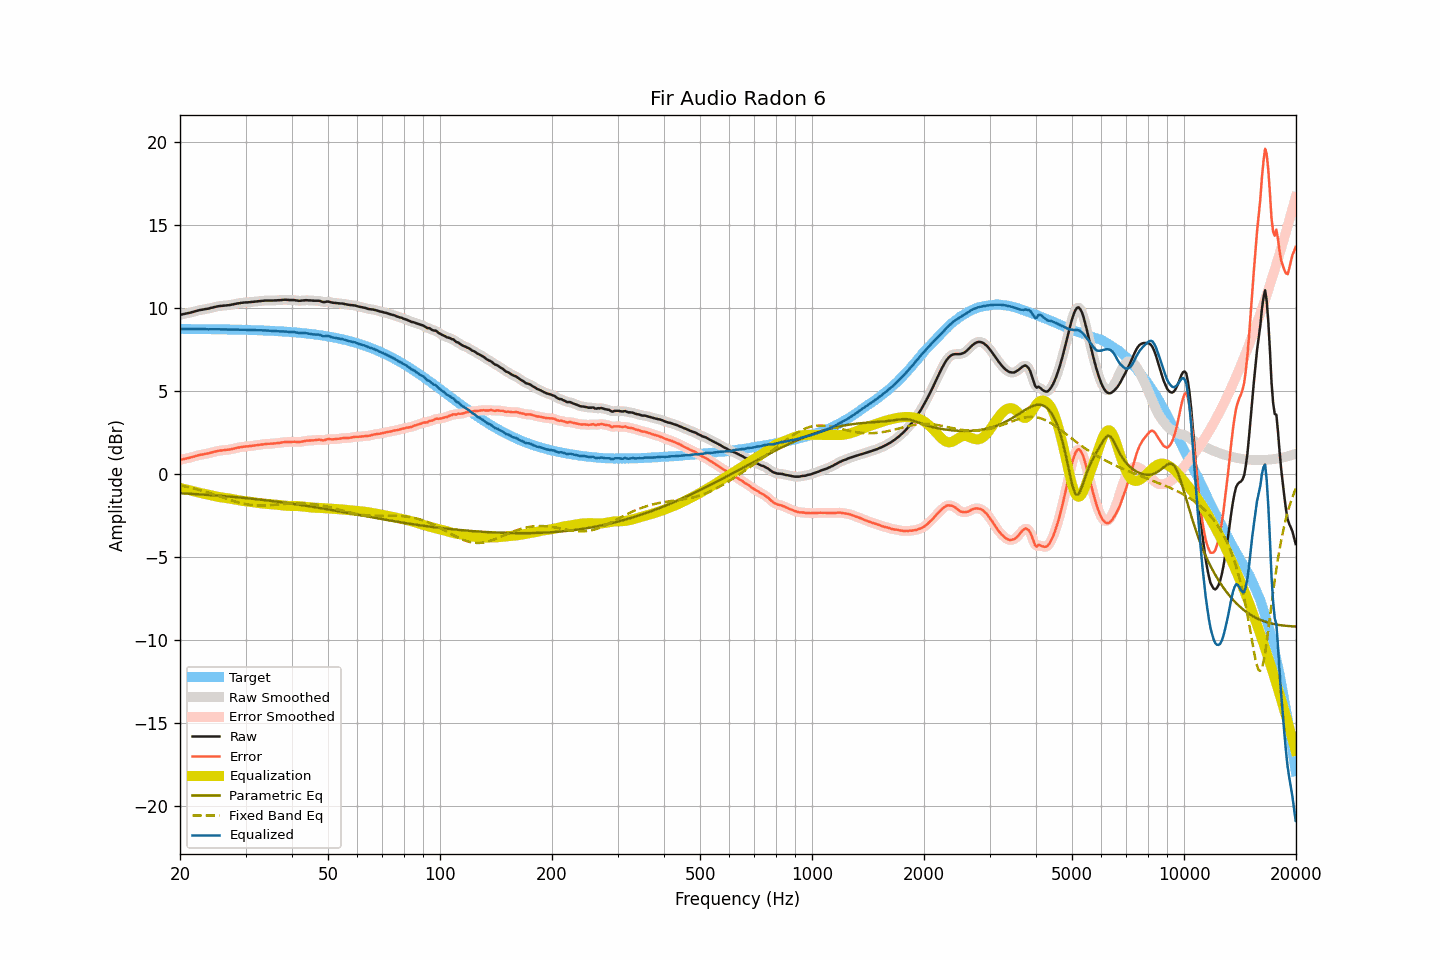 Fir Audio Radon 6
20
15
10
5
0
−5
−10
−15
−20
Amplitude (dBr)
Target
Raw Smoothed
Error Smoothed
Raw
Error
Equalization
Parametric Eq
Fixed Band Eq
Equalized
20 50 100 200 500 1000 2000 5000 10000 20000
Frequency (Hz)